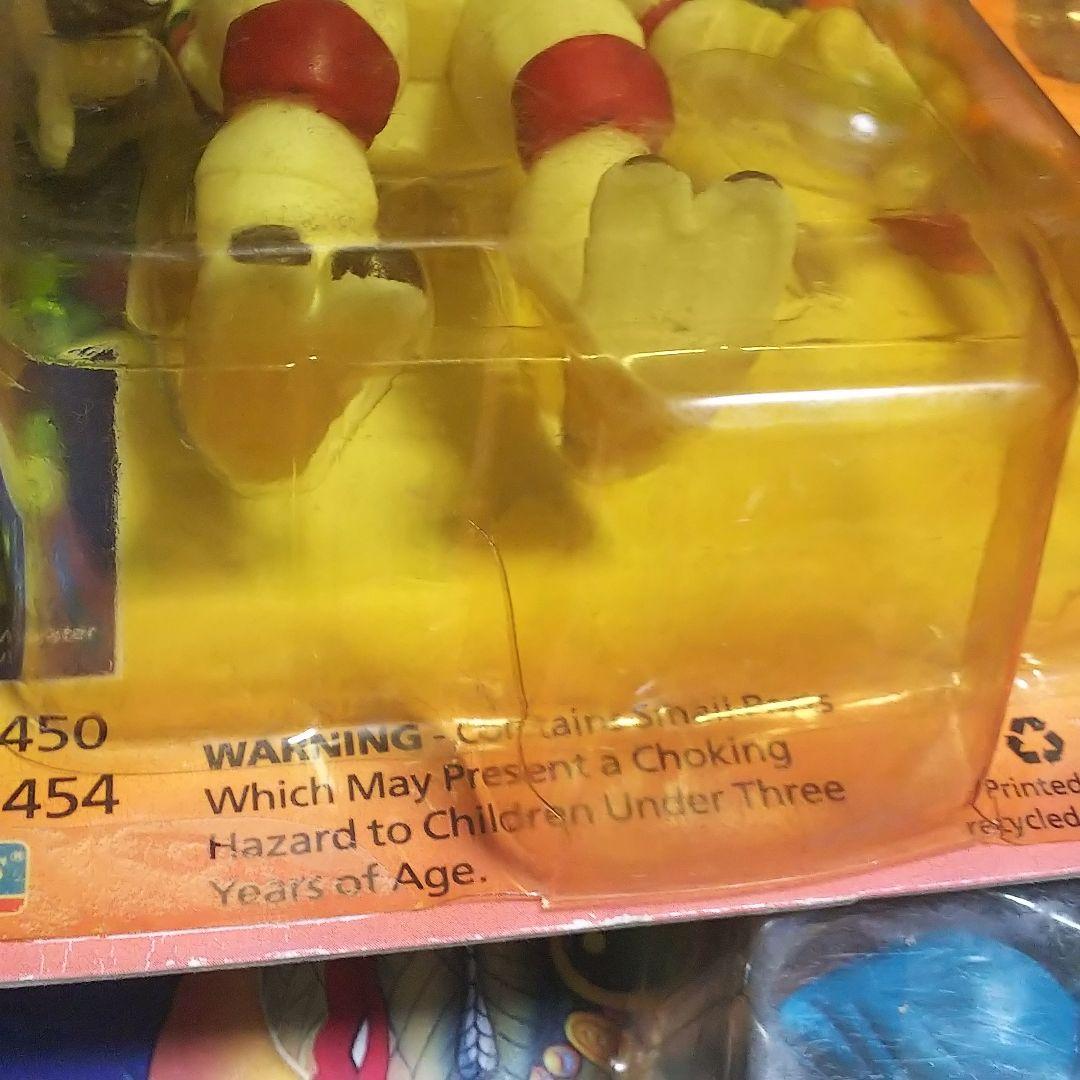 450
454
WARNING - Contains Small Parts
Which May Present a Choking
Hazard to Children Under Three
Years of Age.
Printed
recycled